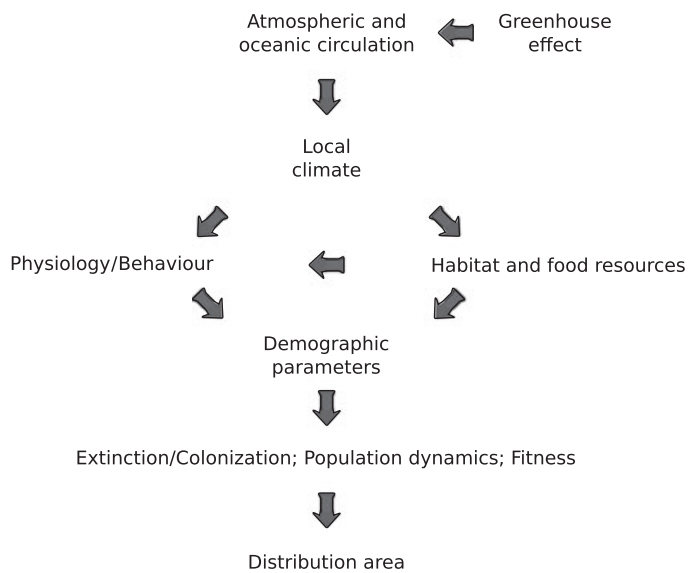 Atmospheric and
oceanic circulation
Greenhouse
effect
Local
climate
Physiology/Behaviour
Habitat and food resources
Demographic
parameters
Extinction/Colonization; Population dynamics; Fitness
Distribution area